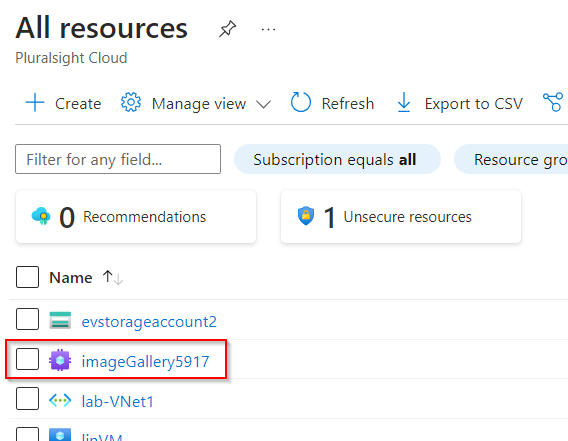 All resources
Pluralsight Cloud
Create Manage view Refresh Export to CSV
Filter for any field... Subscription equals all Resource gro
0 Recommendations 1 Unsecure resources
Name
evstorageaccount2
imageGallery5917
lab-VNet1
linVM